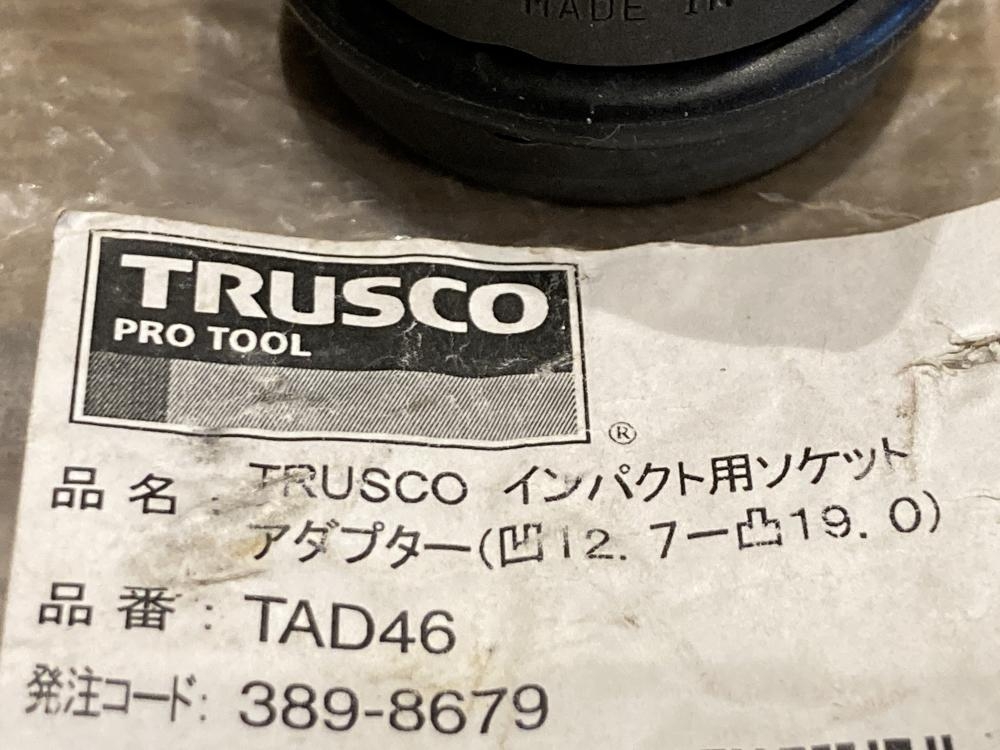 MADE IN
TRUSCO
PRO TOOL
®
品名: TRUSCO インパクト用ソケット
アダプター(凹12.7ー凸19.0)
品番: TAD46
発注コード: 389-8679